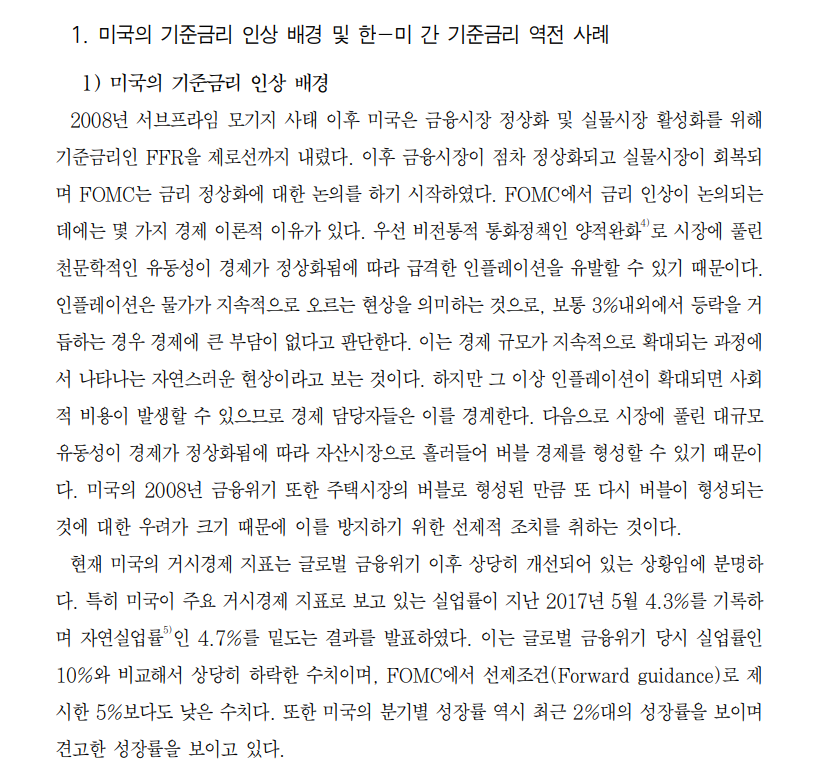 1. 미국의 기준금리 인상 배경 및 한-미 간 기준금리 역전 사례
1) 미국의 기준금리 인상 배경
2008년 서브프라임 모기지 사태 이후 미국은 금융시장 정상화 및 실물시장 활성화를 위해
기준금리인 FFR을 제로선까지 내렸다. 이후 금융시장이 점차 정상화되고 실물시장이 회복되
며 FOMC는 금리 정상화에 대한 논의를 하기 시작하였다. FOMC에서 금리 인상이 논의되는
데에는 몇 가지 경제 이론적 이유가 있다. 우선 비전통적 통화정책인 양적완화4)로 시장에 풀린
천문학적인 유동성이 경제가 정상화됨에 따라 급격한 인플레이션을 유발할 수 있기 때문이다.
인플레이션은 물가가 지속적으로 오르는 현상을 의미하는 것으로, 보통 3%내외에서 등락을 거
듭하는 경우 경제에 큰 부담이 없다고 판단한다. 이는 경제 규모가 지속적으로 확대되는 과정에
서 나타나는 자연스러운 현상이라고 보는 것이다. 하지만 그 이상 인플레이션이 확대되면 사회
적 비용이 발생할 수 있으므로 경제 담당자들은 이를 경계한다. 다음으로 시장에 풀린 대규모
유동성이 경제가 정상화됨에 따라 자산시장으로 흘러들어 버블 경제를 형성할 수 있기 때문이
다. 미국의 2008년 금융위기 또한 주택시장의 버블로 형성된 만큼 또 다시 버블이 형성되는
것에 대한 우려가 크기 때문에 이를 방지하기 위한 선제적 조치를 취하는 것이다.
현재 미국의 거시경제 지표는 글로벌 금융위기 이후 상당히 개선되어 있는 상황임에 분명하
다. 특히 미국이 주요 거시경제 지표로 보고 있는 실업률이 지난 2017년 5월 4.3%를 기록하
며 자연실업률5)인 4.7%를 밑도는 결과를 발표하였다. 이는 글로벌 금융위기 당시 실업률인
10%와 비교해서 상당히 하락한 수치이며, FOMC에서 선제조건(Forward guidance)로 제
시한 5%보다도 낮은 수치다. 또한 미국의 분기별 성장률 역시 최근 2%대의 성장률을 보이며
견고한 성장률을 보이고 있다.